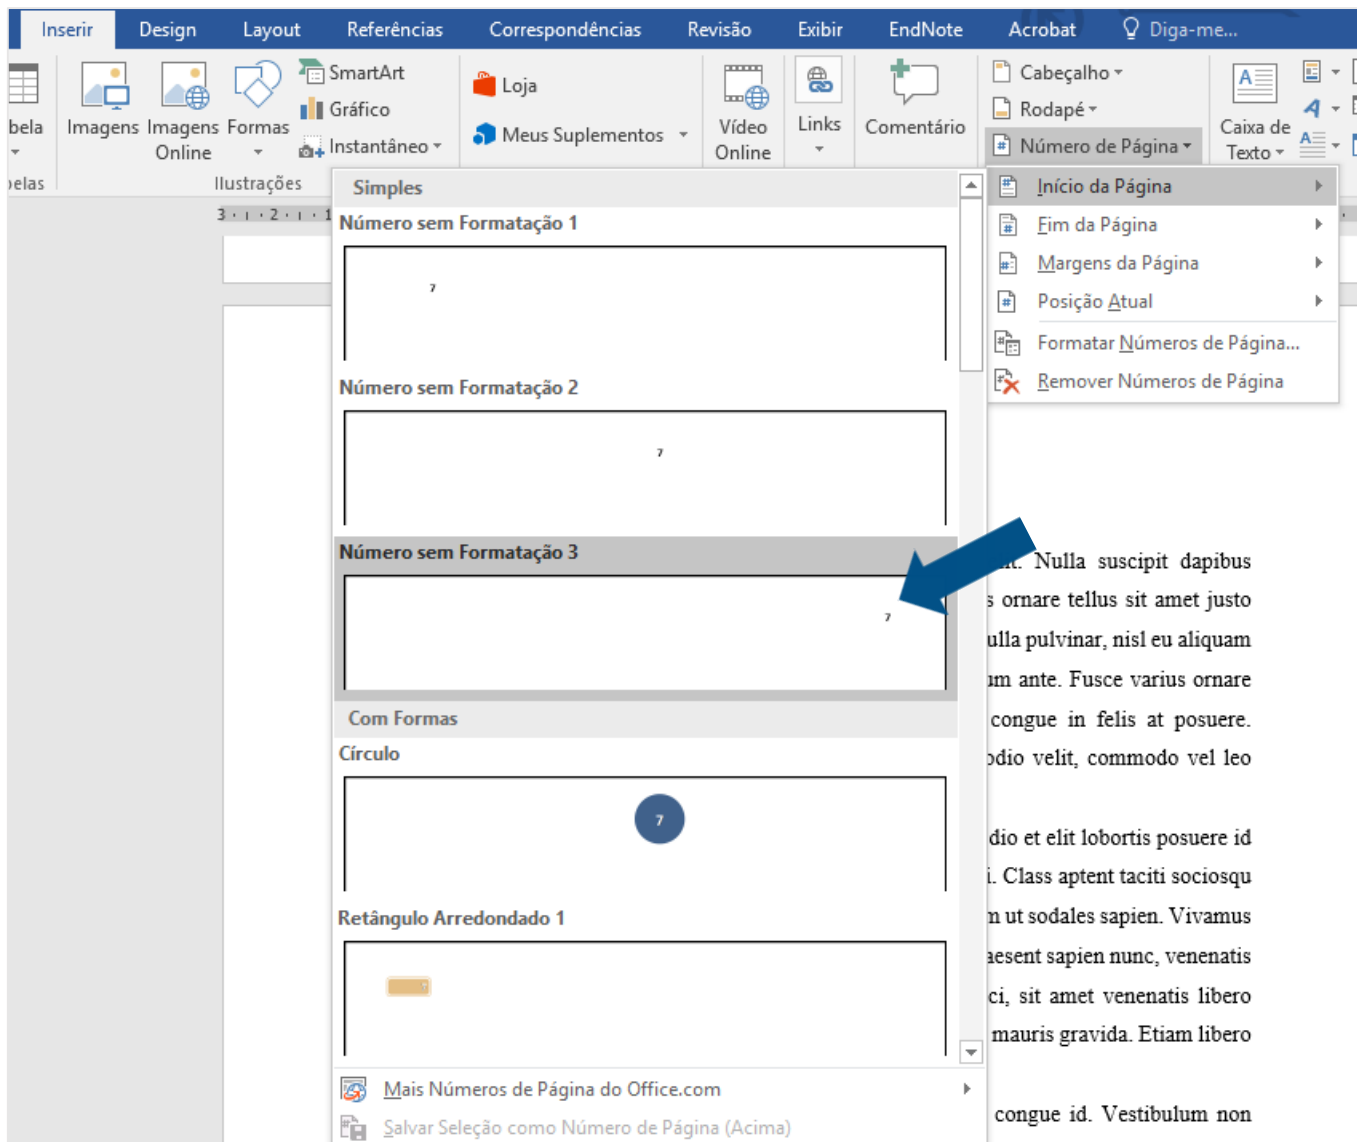 Inserir Design Layout Referências Correspondências Revisão Exibir EndNote Acrobat Diga-me...
bela
Imagens
Imagens Online
Formas
SmartArt
Gráfico
Instantâneo
Loja
Meus Suplementos
Vídeo Online
Links
Comentário
Cabeçalho
Rodapé
Número de Página
Caixa de Texto
Ilustrações
3 · 2 · 1
Simples
Número sem Formatação 1
7
Número sem Formatação 2
7
Número sem Formatação 3
7
Com Formas
Círculo
7
Retângulo Arredondado 1
Mais Números de Página do Office.com
Salvar Seleção como Número de Página (Acima)
Início da Página
Fim da Página
Margens da Página
Posição Atual
Formatar Números de Página...
Remover Números de Página
Nulla suscipit dapibus
s ornare tellus sit amet justo
ulla pulvinar, nisl eu aliquam
um ante. Fusce varius ornare
congue in felis at posuere.
odio velit, commodo vel leo
dio et elit lobortis posuere id
i. Class aptent taciti sociosqu
n ut sodales sapien. Vivamus
aesent sapien nunc, venenatis
ci, sit amet venenatis libero
mauris gravida. Etiam libero
congue id. Vestibulum non